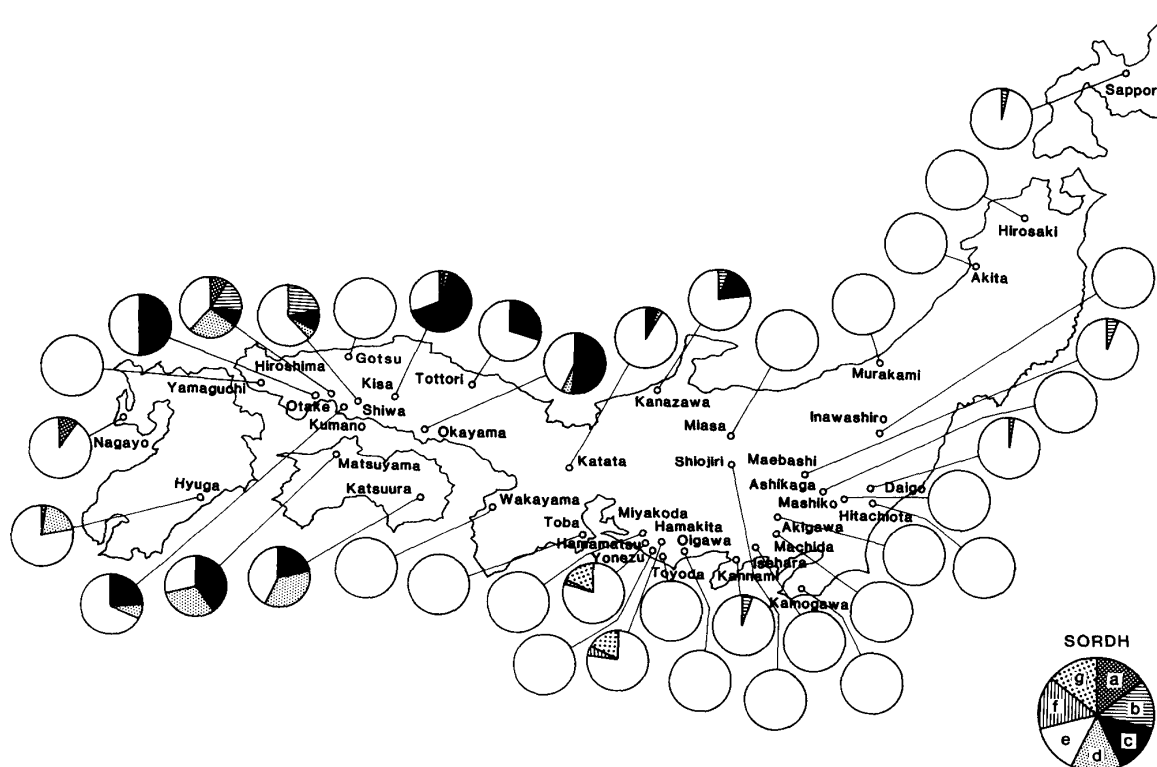 Sappor
Hirosaki
Akita
Gotsu
Hiroshima
Kisa
Tottori
Yamaguchi
Otake
Shiwa
Kumano
Okayama
Kanazawa
Murakami
Miasa
Inawashiro
Nagayo
Matsuyama
Katata
Shiojiri
Maebashi
Hyuga
Katsuura
Wakayama
Ashikaga
Daigo
Mashiko
Hitachiota
Toba
Miyakoda
Hamakita
Hamamatsu
Oigawa
Akigawa
Yonezu
Machida
Toyoda
Isehara
Kannami
Kamogawa
SORDH
g a
f b
e c
d